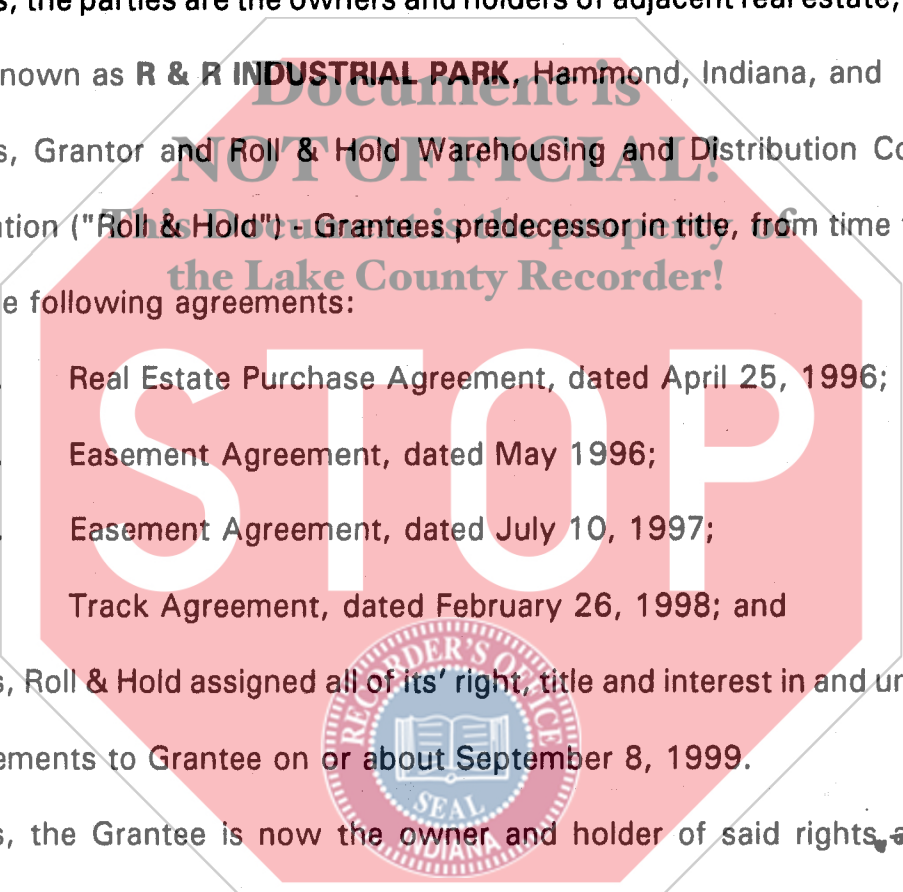 s, the parties are the owners and holders of adjacent real estate,
nown as R & R INDUSTRIAL PARK, Hammond, Indiana, and
Document is
s, Grantor and Roll & Hold Warehousing and Distribution Co
NOT OFFICIAL!
ution ("Roll & Hold") - Grantees predecessor in title, from time
This Document is the property of
the Lake County Recorder!
e following agreements:
STOP
Real Estate Purchase Agreement, dated April 25, 1996;
Easement Agreement, dated May 1996;
Easement Agreement, dated July 10, 1997;
Track Agreement, dated February 26, 1998; and
s, Roll & Hold assigned all of its' right, title and interest in and un
ements to Grantee on or about September 8, 1999.
s, the Grantee is now the owner and holder of said rights
RECORDER'S OFFICE
SEAL
INDIANA